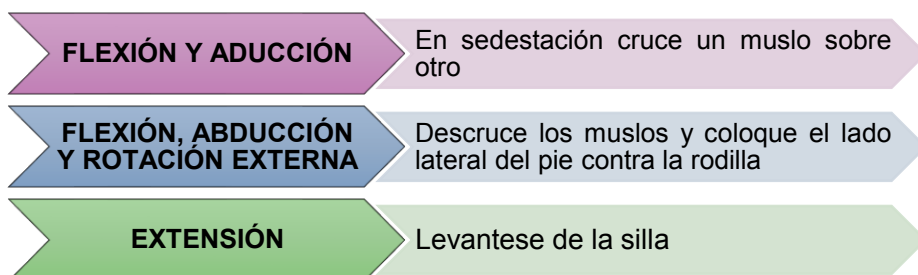 FLEXIÓN Y ADUCCIÓN
En sedestación cruce un muslo sobre
otro
FLEXIÓN, ABDUCCIÓN
Y ROTACIÓN EXTERNA
Descruce los muslos y coloque el lado
lateral del pie contra la rodilla
EXTENSIÓN
Levantese de la silla